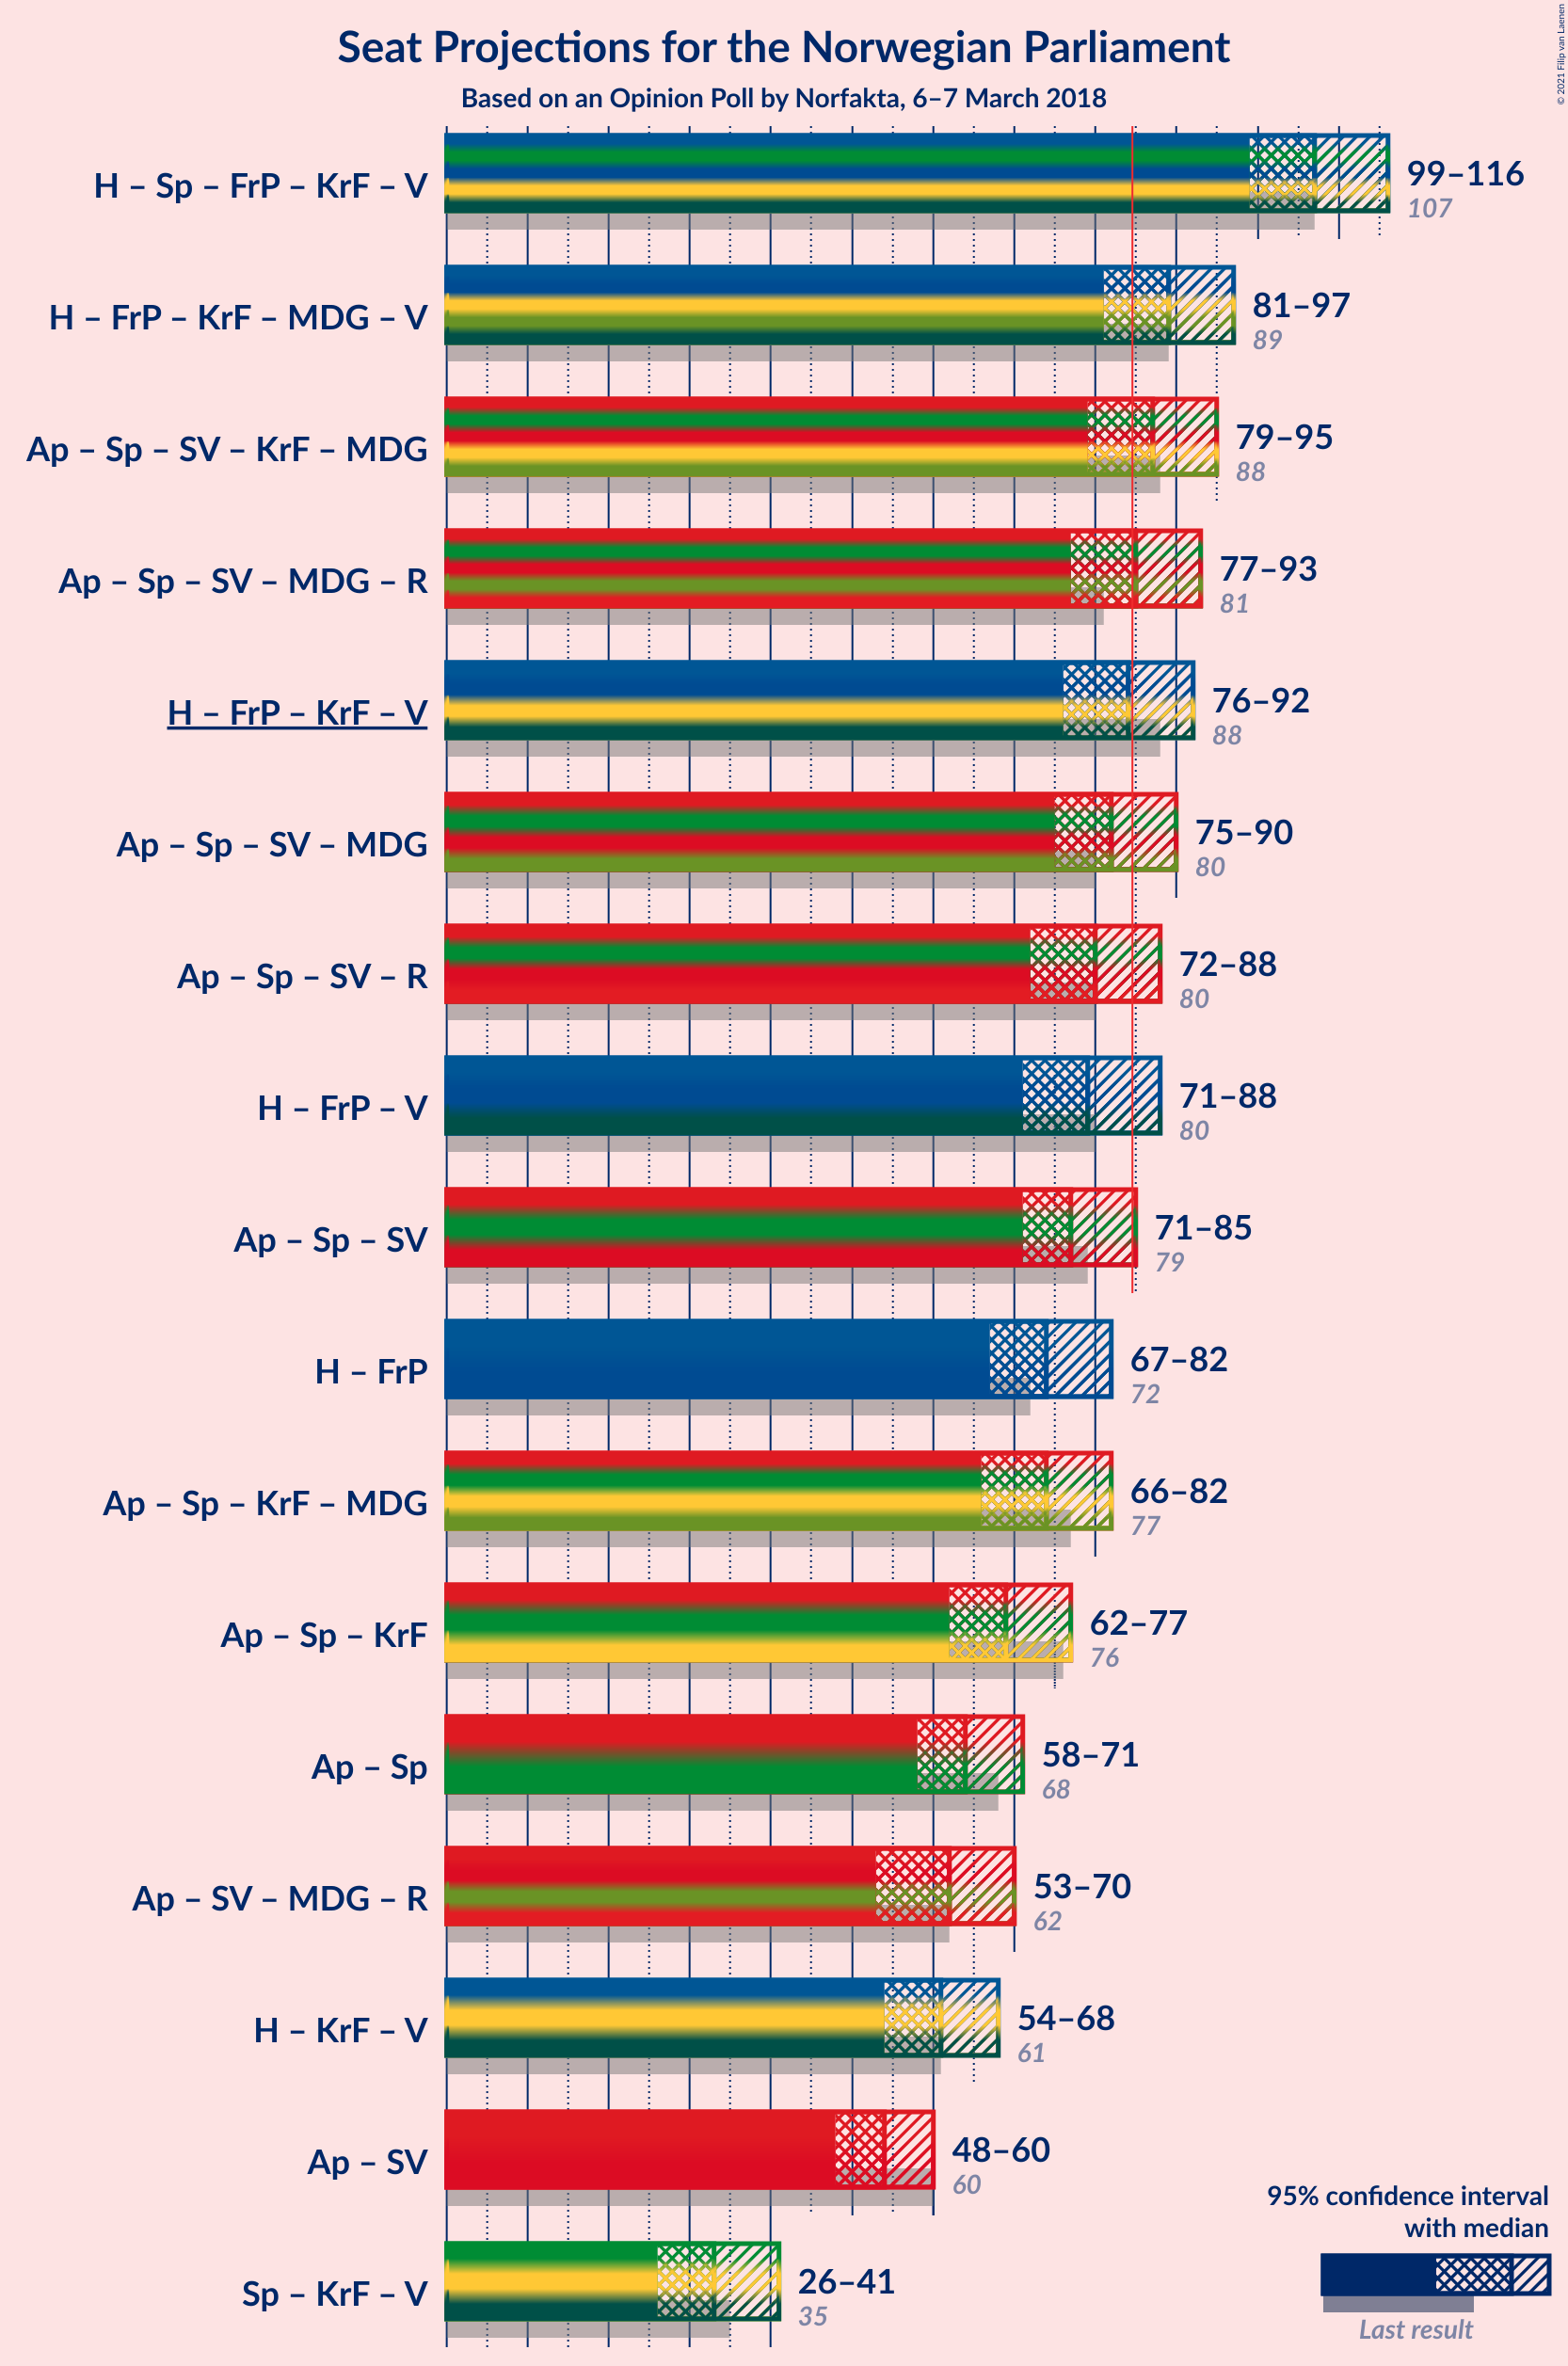 Seat Projections for the Norwegian Parliament
Based on an Opinion Poll by Norfakta, 6–7 March 2018
© 2021 Filip van Laenen
H – Sp – FrP – KrF – V
99–116
107
H – FrP – KrF – MDG – V
81–97
89
Ap – Sp – SV – KrF – MDG
79–95
88
Ap – Sp – SV – MDG – R
77–93
81
H – FrP – KrF – V
76–92
88
Ap – Sp – SV – MDG
75–90
80
Ap – Sp – SV – R
72–88
80
H – FrP – V
71–88
80
Ap – Sp – SV
71–85
79
H – FrP
67–82
72
Ap – Sp – KrF – MDG
66–82
77
Ap – Sp – KrF
62–77
76
Ap – Sp
58–71
68
Ap – SV – MDG – R
53–70
62
H – KrF – V
54–68
61
Ap – SV
48–60
60
Sp – KrF – V
26–41
35
95% confidence interval
with median
Last result